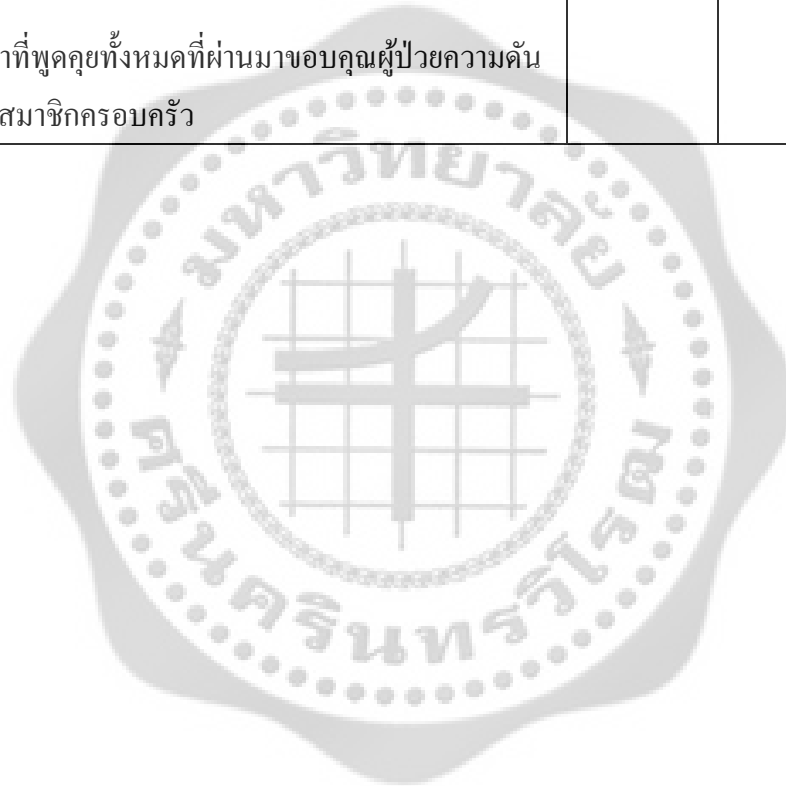 าที่พูดคุยทั้งหมดที่ผ่านมาขอบคุณผู้ป่วยความดัน
สมาชิกครอบครัว
มหาวิทยาลัย
ศรีนครินทรวิโรฒ